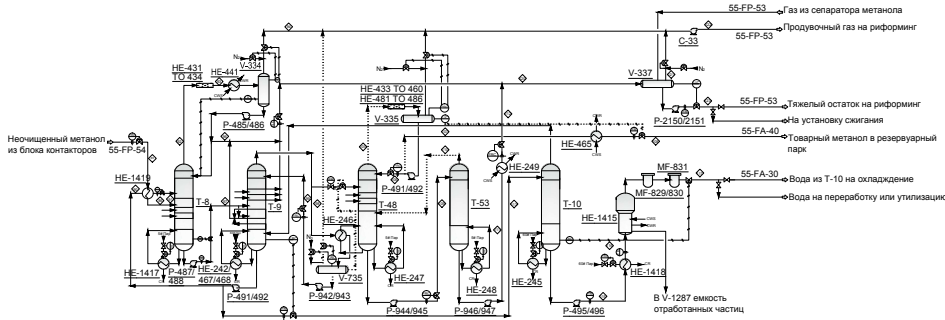 55-FP-53
Газ из сепаратора метанола
Продувочный газ на риформинг
55-FP-53
C-33
V-334
N₂
HE-431
TO 434
HE-441
HE-433 TO 460
HE-481 TO 486
V-335
V-337
N₂
P-485/486
55-FP-53
Тяжелый остаток на риформинг
P-2150/2151
На установку сжигания
HE-465
55-FA-40
Товарный метанол в резервуарный
парк
Неочищенный метанол
из блока контакторов
55-FP-54
HE-1419
T-8
T-9
P-491/492
T-48
T-53
HE-249
T-10
MF-831
MF-829/830
55-FA-30
Вода из Т-10 на охлаждение
Вода на переработку или утилизацию
HE-246
HE-1415
HE-1417
P-487/
488
HE-242/
467/468
P-491/492
N₂
V-735
P-942/943
HE-247
HE-248
HE-245
HE-1418
P-944/945
P-946/947
P-495/496
В V-1287 емкость
отработанных частиц